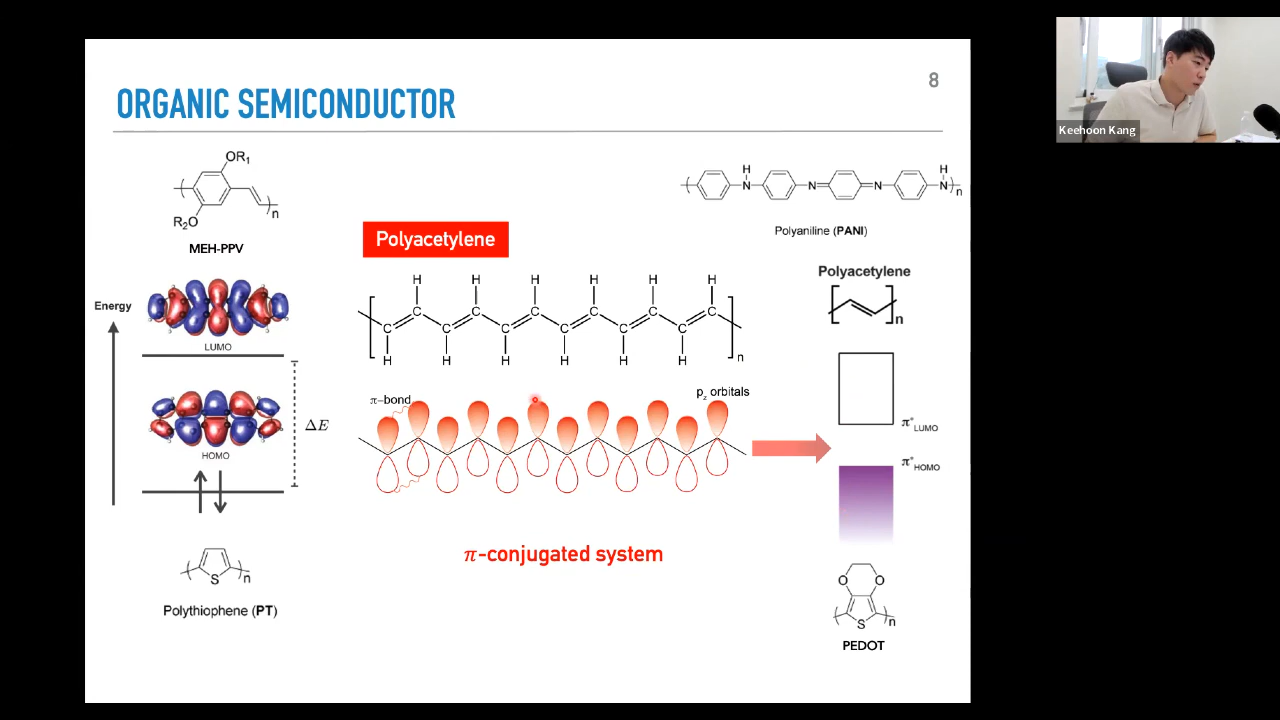 8
ORGANIC SEMICONDUCTOR
Keehoon Kang
OR1
R2O
n
MEH-PPV
H
H
N
N
N
N
n
Polyaniline (PANI)
Polyacetylene
Polyacetylene
n
Energy
LUMO
HOMO
ΔE
H H H H H H
C C C C C C C C C C C C
H H H H H H
n
π-bond
pz orbitals
π*LUMO
π*HOMO
π-conjugated system
S
n
Polythiophene (PT)
O O
S
n
PEDOT